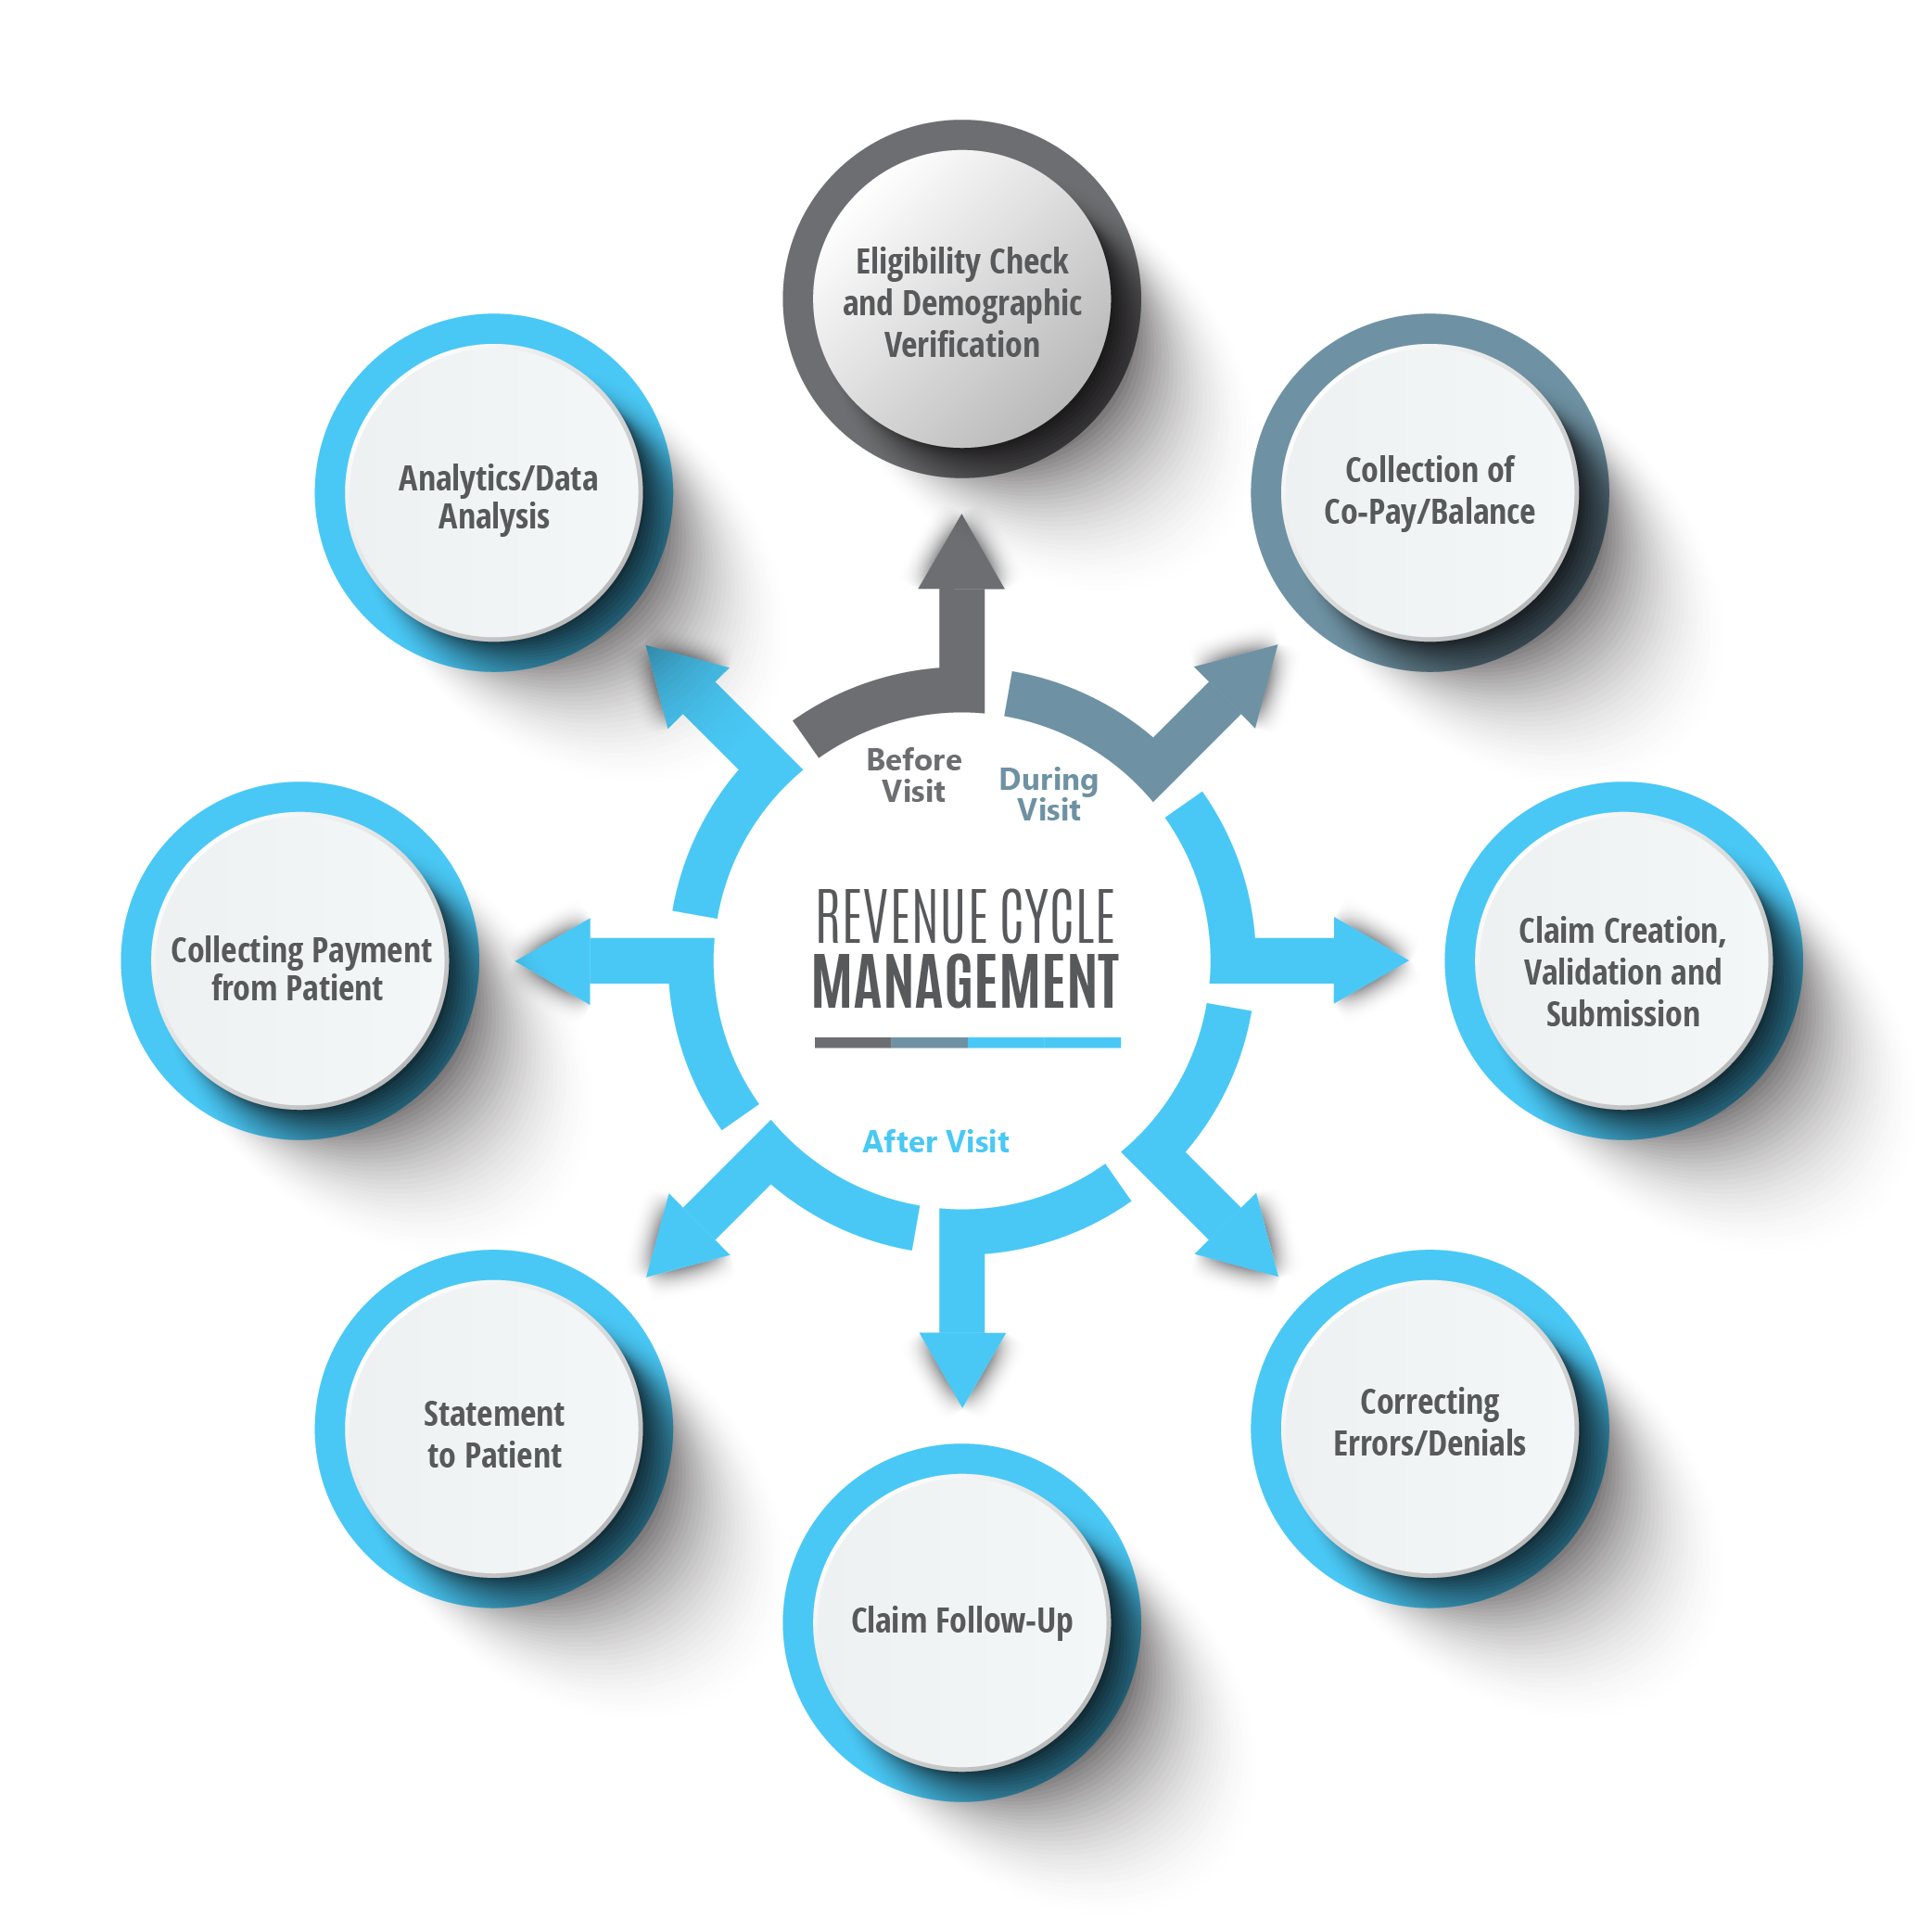 Eligibility Check
and Demographic
Verification
Collection of
Co-Pay/Balance
Claim Creation,
Validation and
Submission
Correcting
Errors/Denials
Claim Follow-Up
Statement
to Patient
Collecting Payment
from Patient
Analytics/Data
Analysis
Before
Visit
During
Visit
REVENUE CYCLE
MANAGEMENT
After Visit